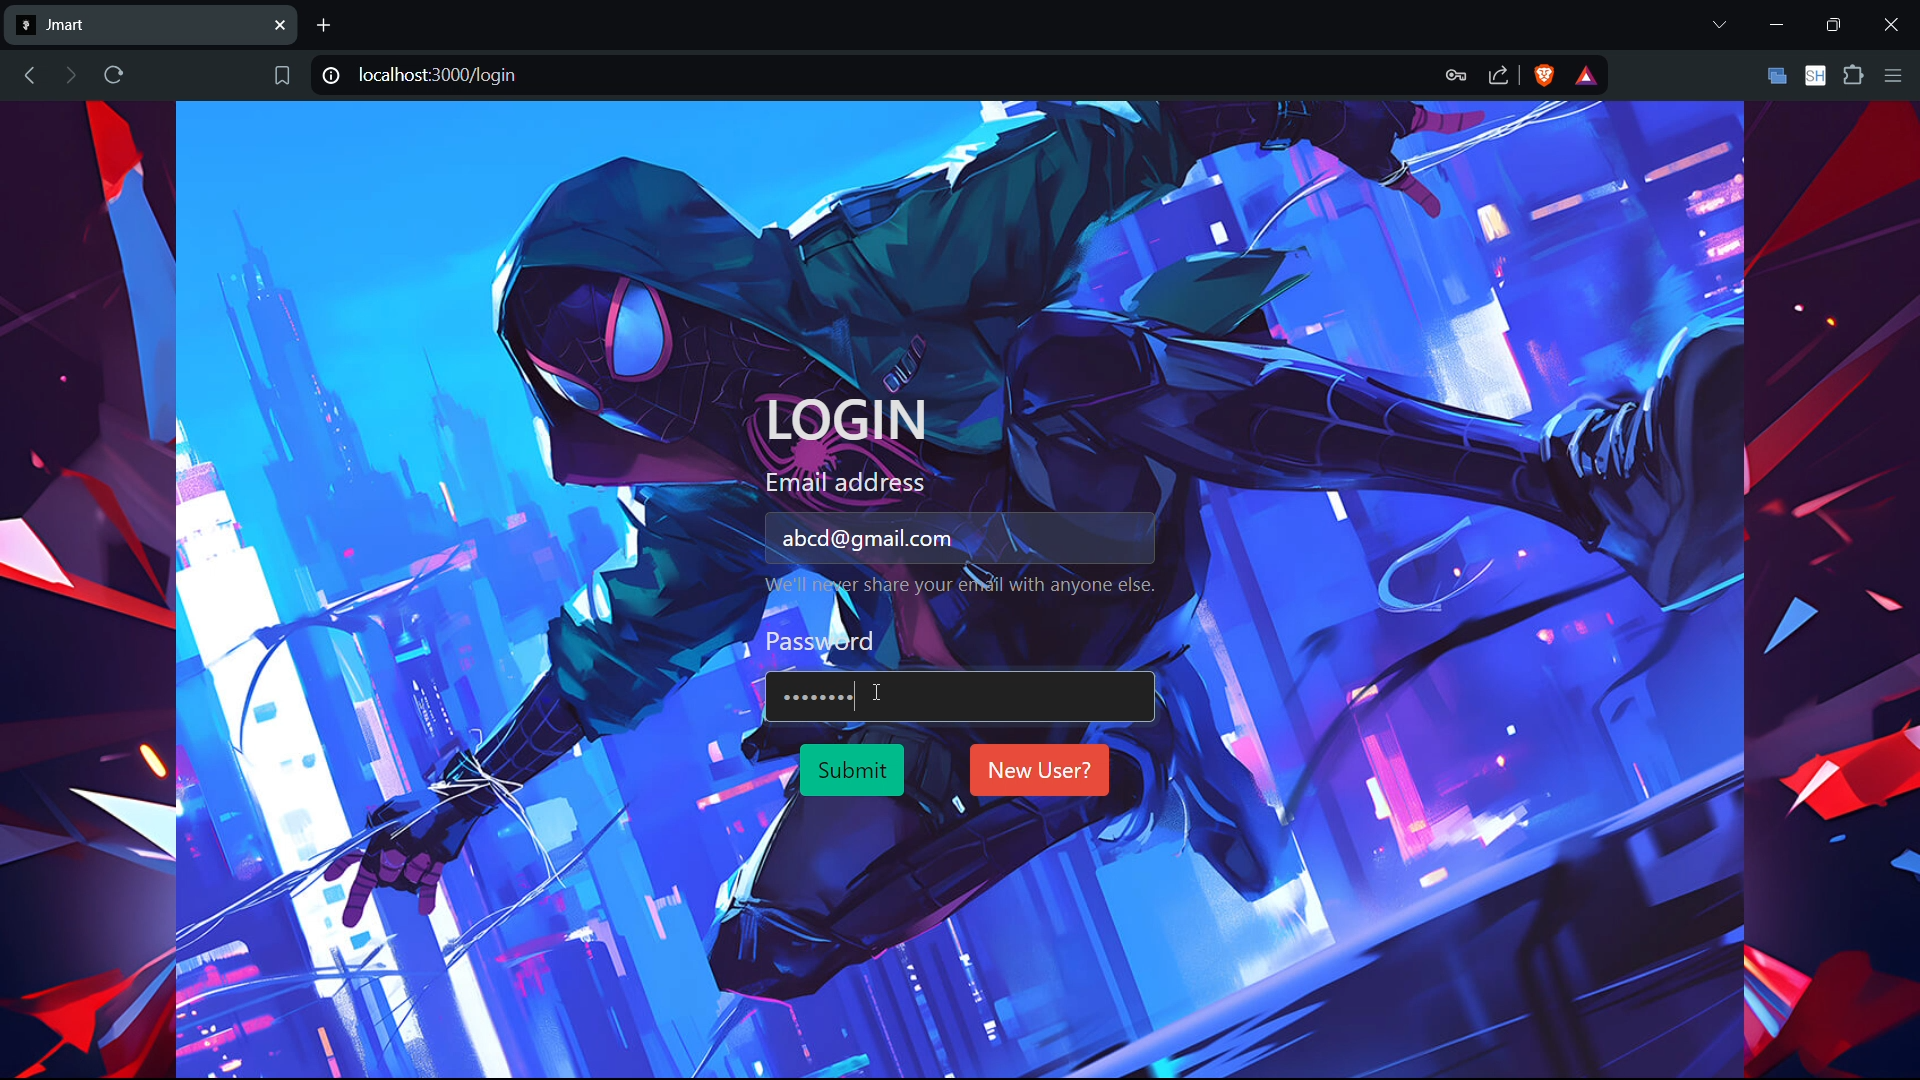 Jmart
localhost:3000/login
SH
LOGIN
Email address
abcd@gmail.com
We'll never share your email with anyone else.
Password
••••••••
Submit
New User?